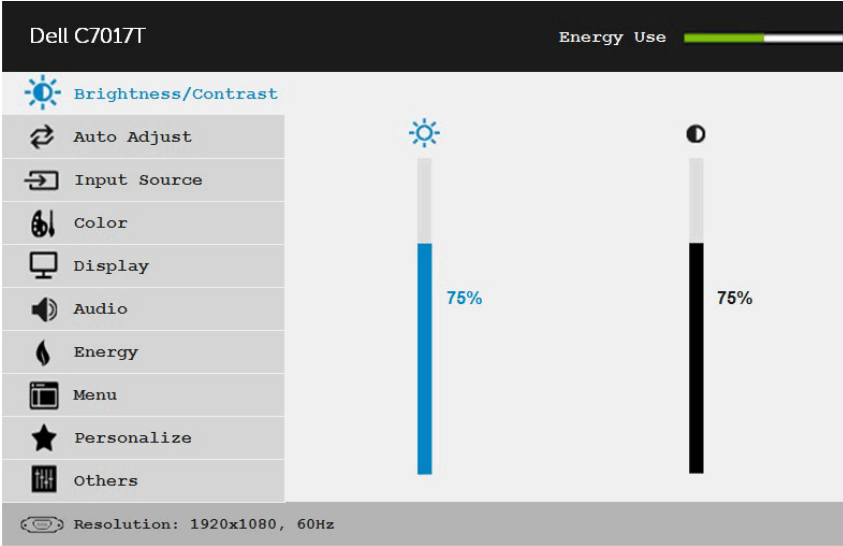 Dell C7017T
Energy Use
Brightness/Contrast
Auto Adjust
Input Source
Color
Display
75%
75%
Audio
Energy
Menu
Personalize
Others
Resolution: 1920x1080, 60Hz